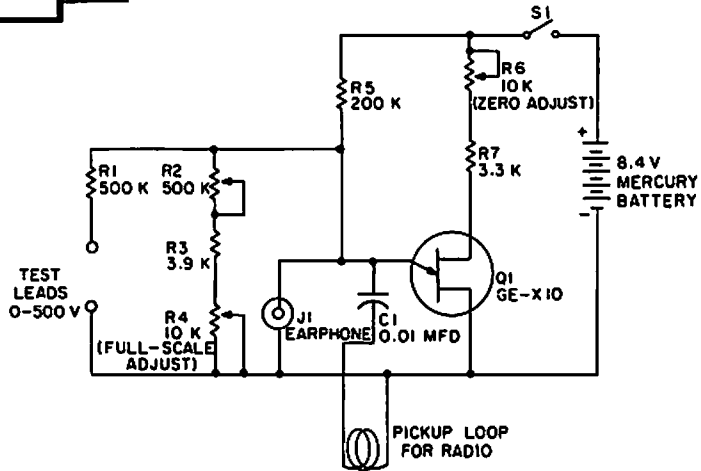 S1
R5
200 K
R6
10 K
(ZERO ADJUST)
R7
3.3 K
+
8.4 V
MERCURY
BATTERY
-
R1
500 K
R2
500 K
R3
3.9 K
TEST
LEADS
0-500 V
R4
10 K
(FULL-SCALE
ADJUST)
J1
EARPHONE
C1
0.01 MFD
Q1
GE-X10
PICKUP LOOP
FOR RADIO